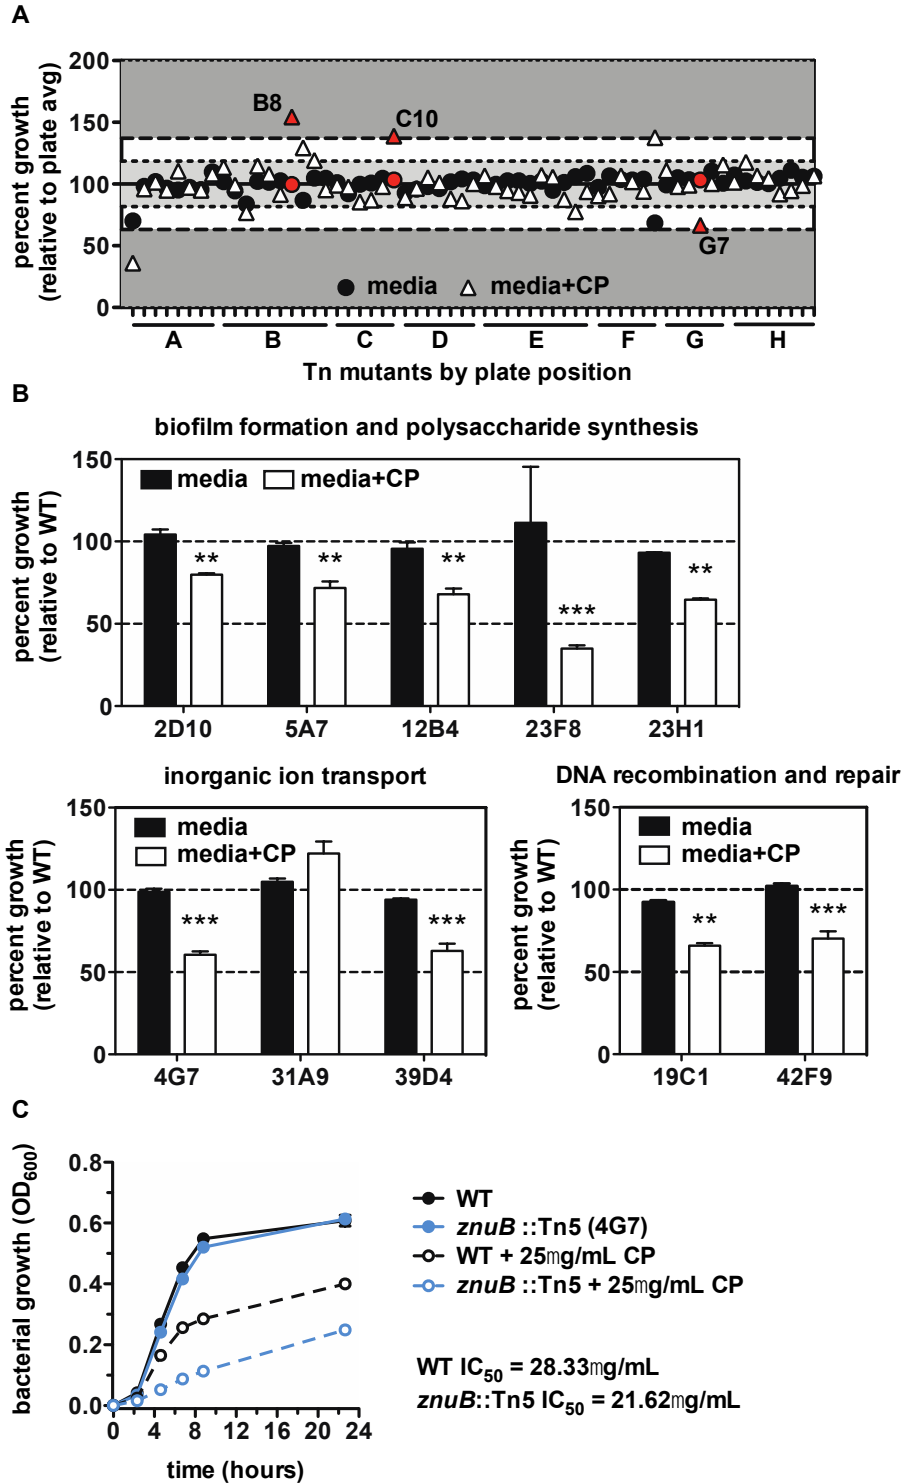 A
percent growth
(relative to plate avg)
200
150
100
50
0
B8
C10
G7
media
media+CP
A B C D E F G H
Tn mutants by plate position
B
biofilm formation and polysaccharide synthesis
percent growth
(relative to WT)
150
100
50
0
media
media+CP
**
**
**
***
**
2D10 5A7 12B4 23F8 23H1
inorganic ion transport
percent growth
(relative to WT)
150
100
50
0
media
media+CP
***
***
4G7 31A9 39D4
DNA recombination and repair
percent growth
(relative to WT)
150
100
50
0
media
media+CP
**
***
19C1 42F9
C
bacterial growth (OD600)
0.8
0.6
0.4
0.2
0.0
0 4 8 12 16 20 24
time (hours)
WT
znuB ::Tn5 (4G7)
WT + 25mg/mL CP
znuB ::Tn5 + 25mg/mL CP
WT IC50 = 28.33mg/mL
znuB::Tn5 IC50 = 21.62mg/mL